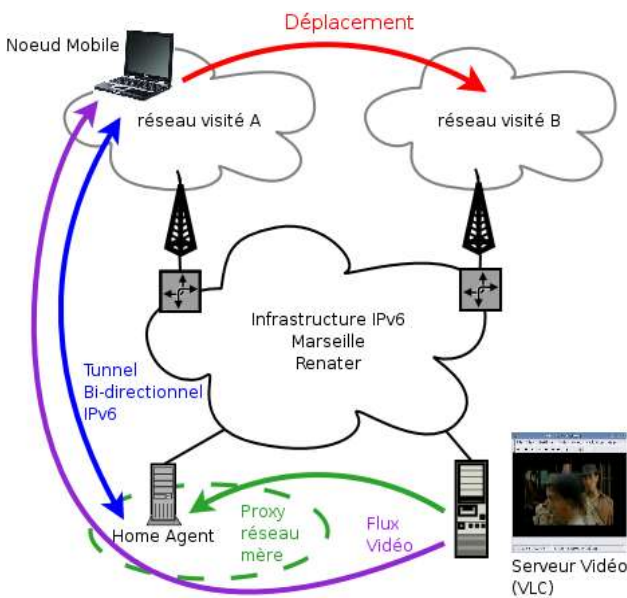 Déplacement
Noeud Mobile
réseau visité A
réseau visité B
Infrastructure IPv6
Marseille
Renater
Tunnel
Bi-directionnel
IPv6
Home Agent
Proxy
réseau
mère
Flux
Vidéo
Serveur Vidéo
(VLC)